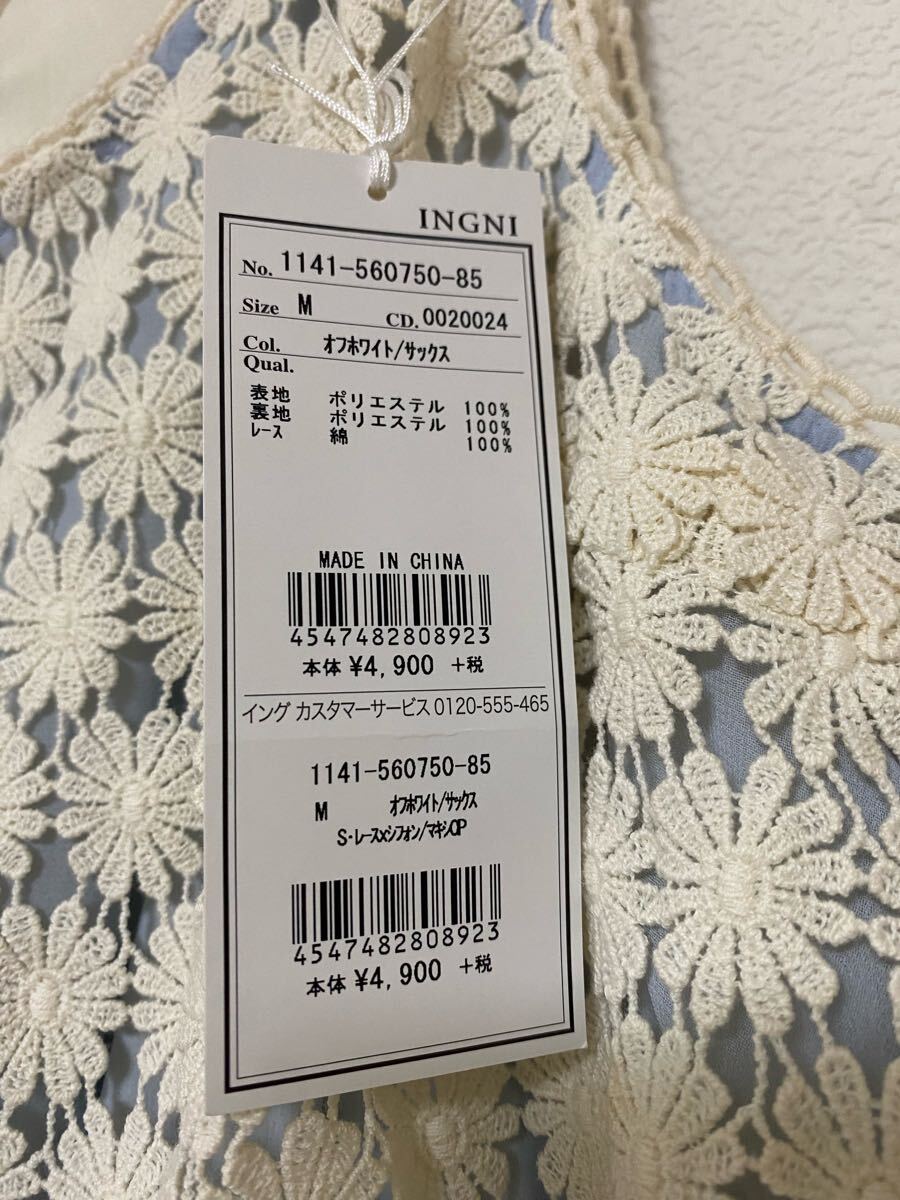 INGNI
No. 1141-560750-85
Size M CD. 0020024
Col. オフホワイト/サックス
Qual.
表地 ポリエステル 100%
裏地 ポリエステル 100%
レース 綿 100%
MADE IN CHINA
4547482808923
本体 ¥4,900 +税
イング カスタマーサービス 0120-555-465
1141-560750-85
M オフホワイト/サックス
S・レース×シフォン/マキシOP
4547482808923
本体 ¥4,900 +税